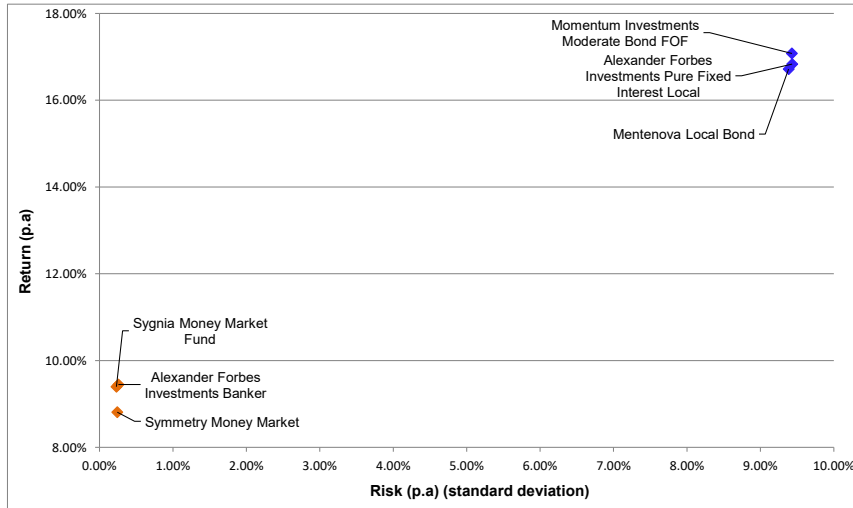 18.00%
Momentum Investments
Moderate Bond FOF
Alexander Forbes
Investments Pure Fixed
Interest Local
16.00%
Mentenova Local Bond
14.00%
Return (p.a)
12.00%
Sygnia Money Market
Fund
10.00%
Alexander Forbes
Investments Banker
Symmetry Money Market
8.00%
0.00% 1.00% 2.00% 3.00% 4.00% 5.00% 6.00% 7.00% 8.00% 9.00% 10.00%
Risk (p.a) (standard deviation)